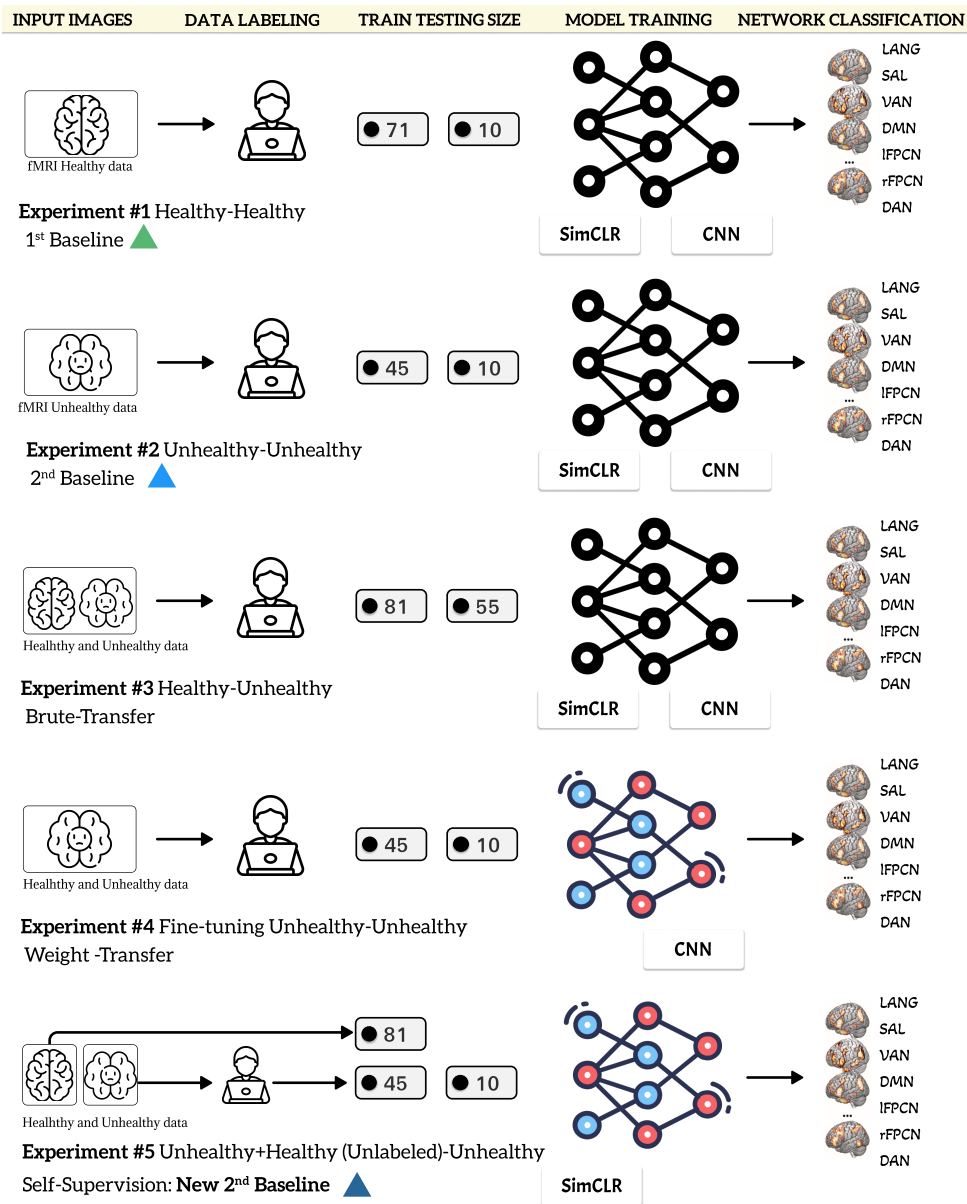 INPUT IMAGES DATA LABELING TRAIN TESTING SIZE MODEL TRAINING NETWORK CLASSIFICATION
LANG
SAL
VAN
DMN
lFPCN
...
rFPCN
DAN
71 10
fMRI Healthy data
Experiment #1 Healthy-Healthy
1st Baseline
SimCLR CNN
LANG
SAL
VAN
DMN
lFPCN
...
rFPCN
DAN
45 10
fMRI Unhealthy data
Experiment #2 Unhealthy-Unhealthy
2nd Baseline
SimCLR CNN
LANG
SAL
VAN
DMN
lFPCN
...
rFPCN
DAN
81 55
Healhthy and Unhealthy data
Experiment #3 Healthy-Unhealthy
Brute-Transfer
SimCLR CNN
LANG
SAL
VAN
DMN
lFPCN
...
rFPCN
DAN
45 10
Healhthy and Unhealthy data
Experiment #4 Fine-tuning Unhealthy-Unhealthy
Weight -Transfer
CNN
LANG
SAL
VAN
DMN
lFPCN
...
rFPCN
DAN
81
45 10
Healhthy and Unhealthy data
Experiment #5 Unhealthy+Healthy (Unlabeled)-Unhealthy
Self-Supervision: New 2nd Baseline
SimCLR